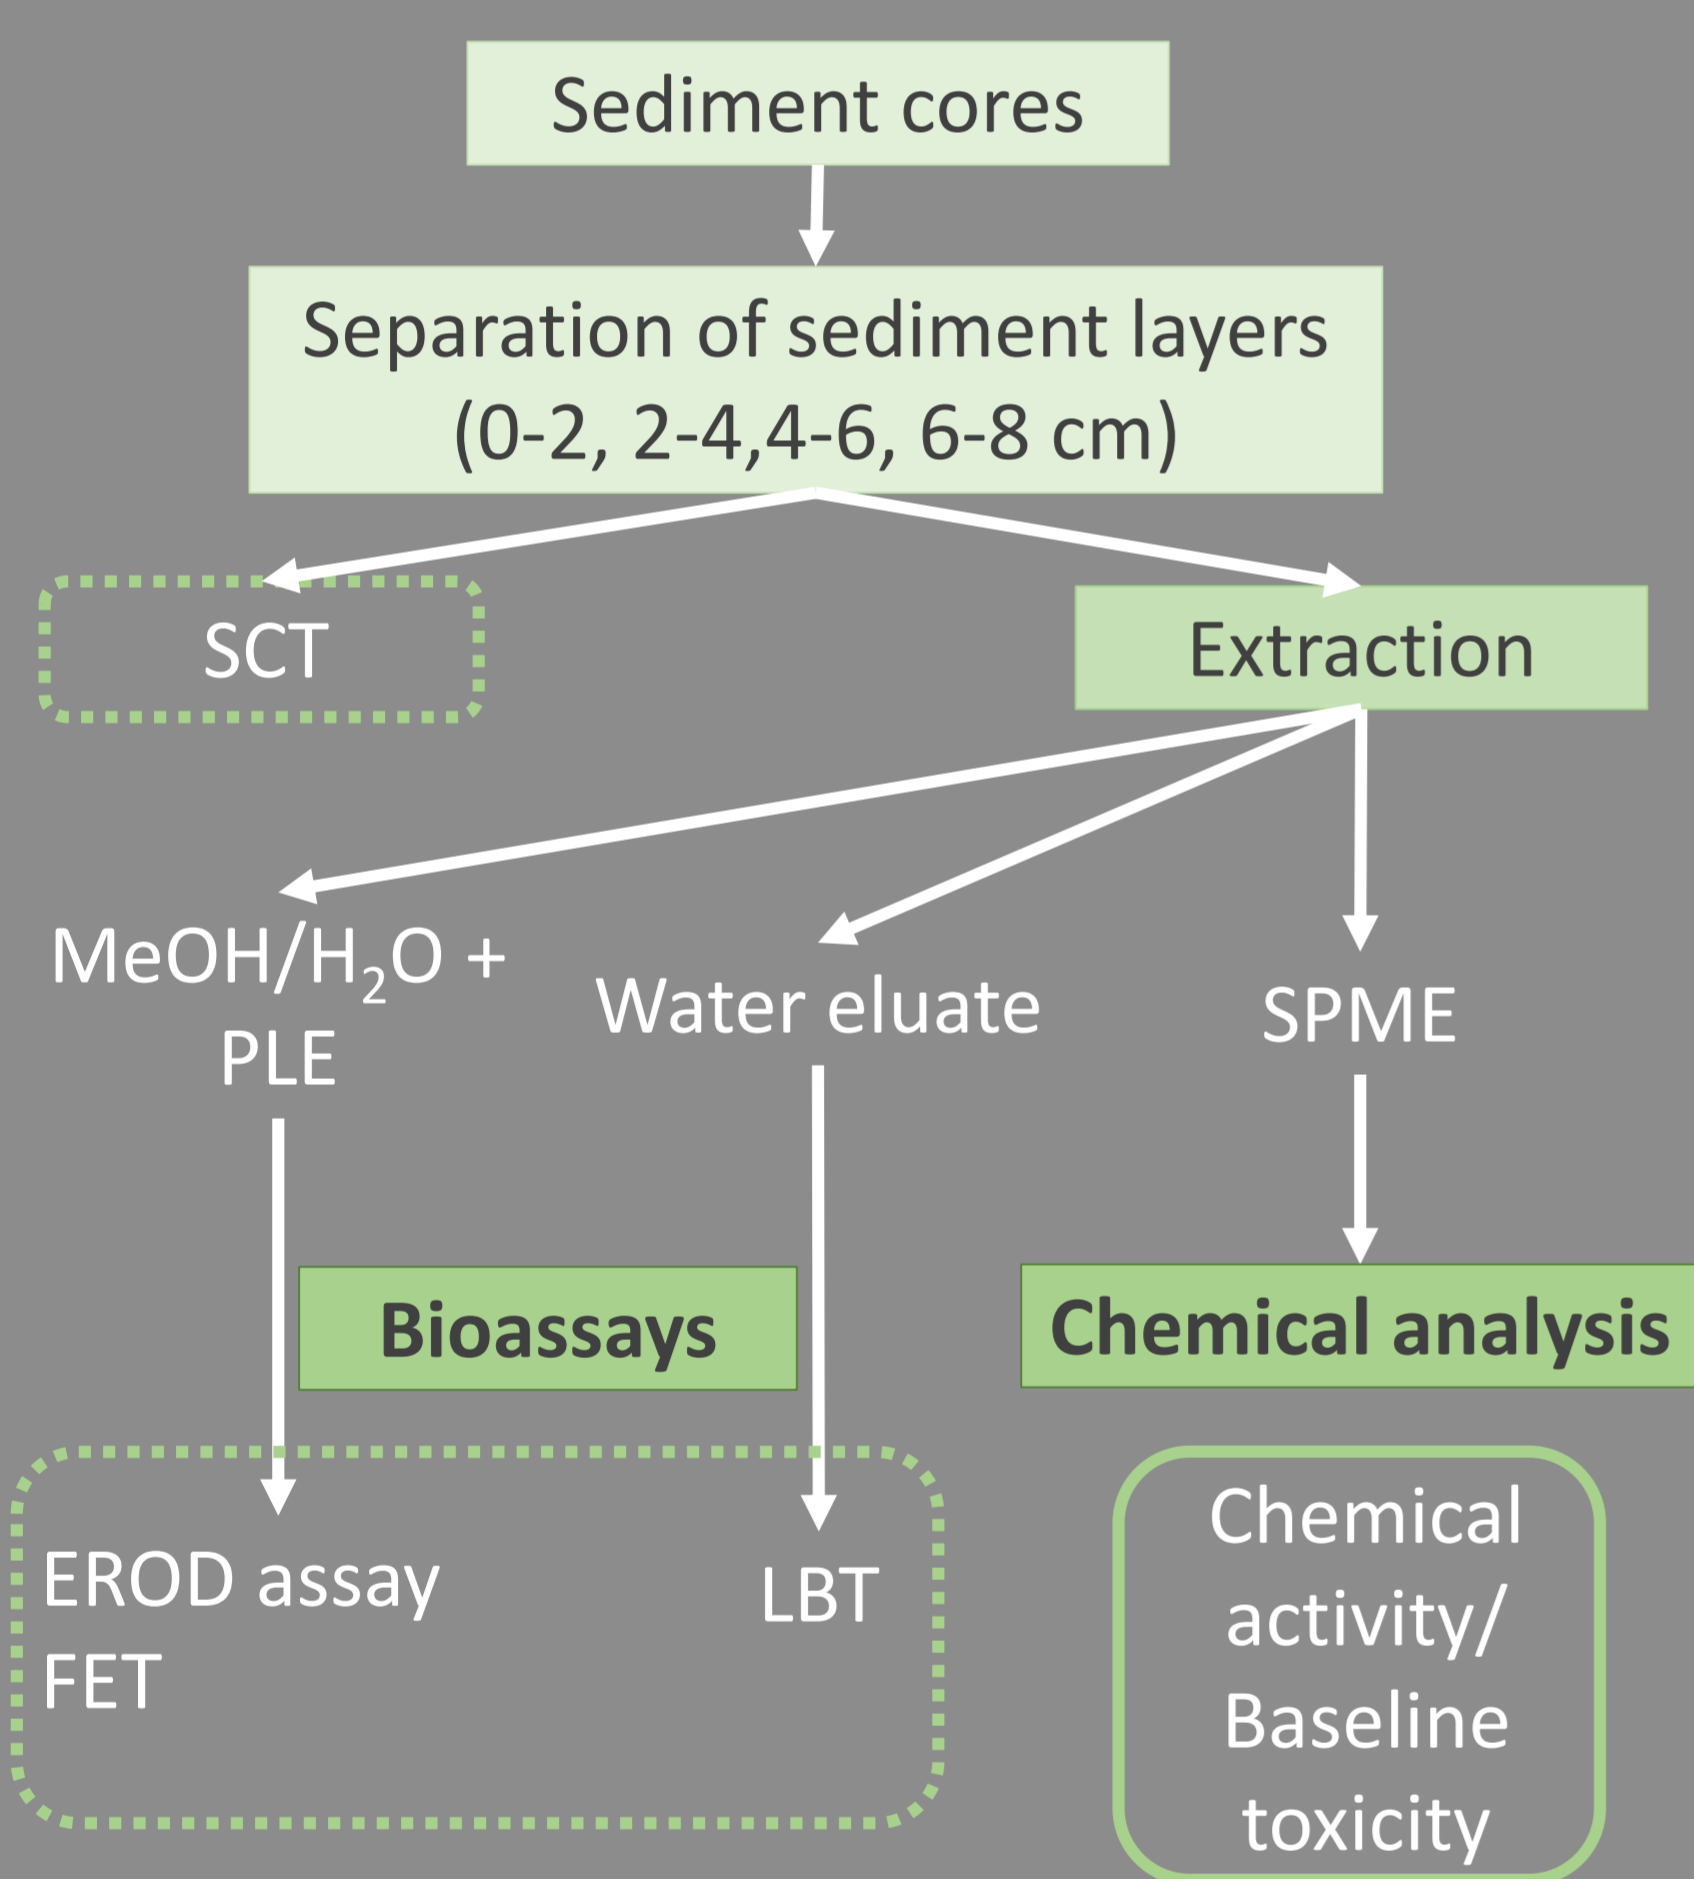 Sediment cores
Separation of sediment layers
(0-2, 2-4,4-6, 6-8 cm)
SCT
Extraction
MeOH/H₂O +
PLE
Water eluate
SPME
Bioassays
Chemical analysis
EROD assay
FET
LBT
Chemical
activity/
Baseline
toxicity